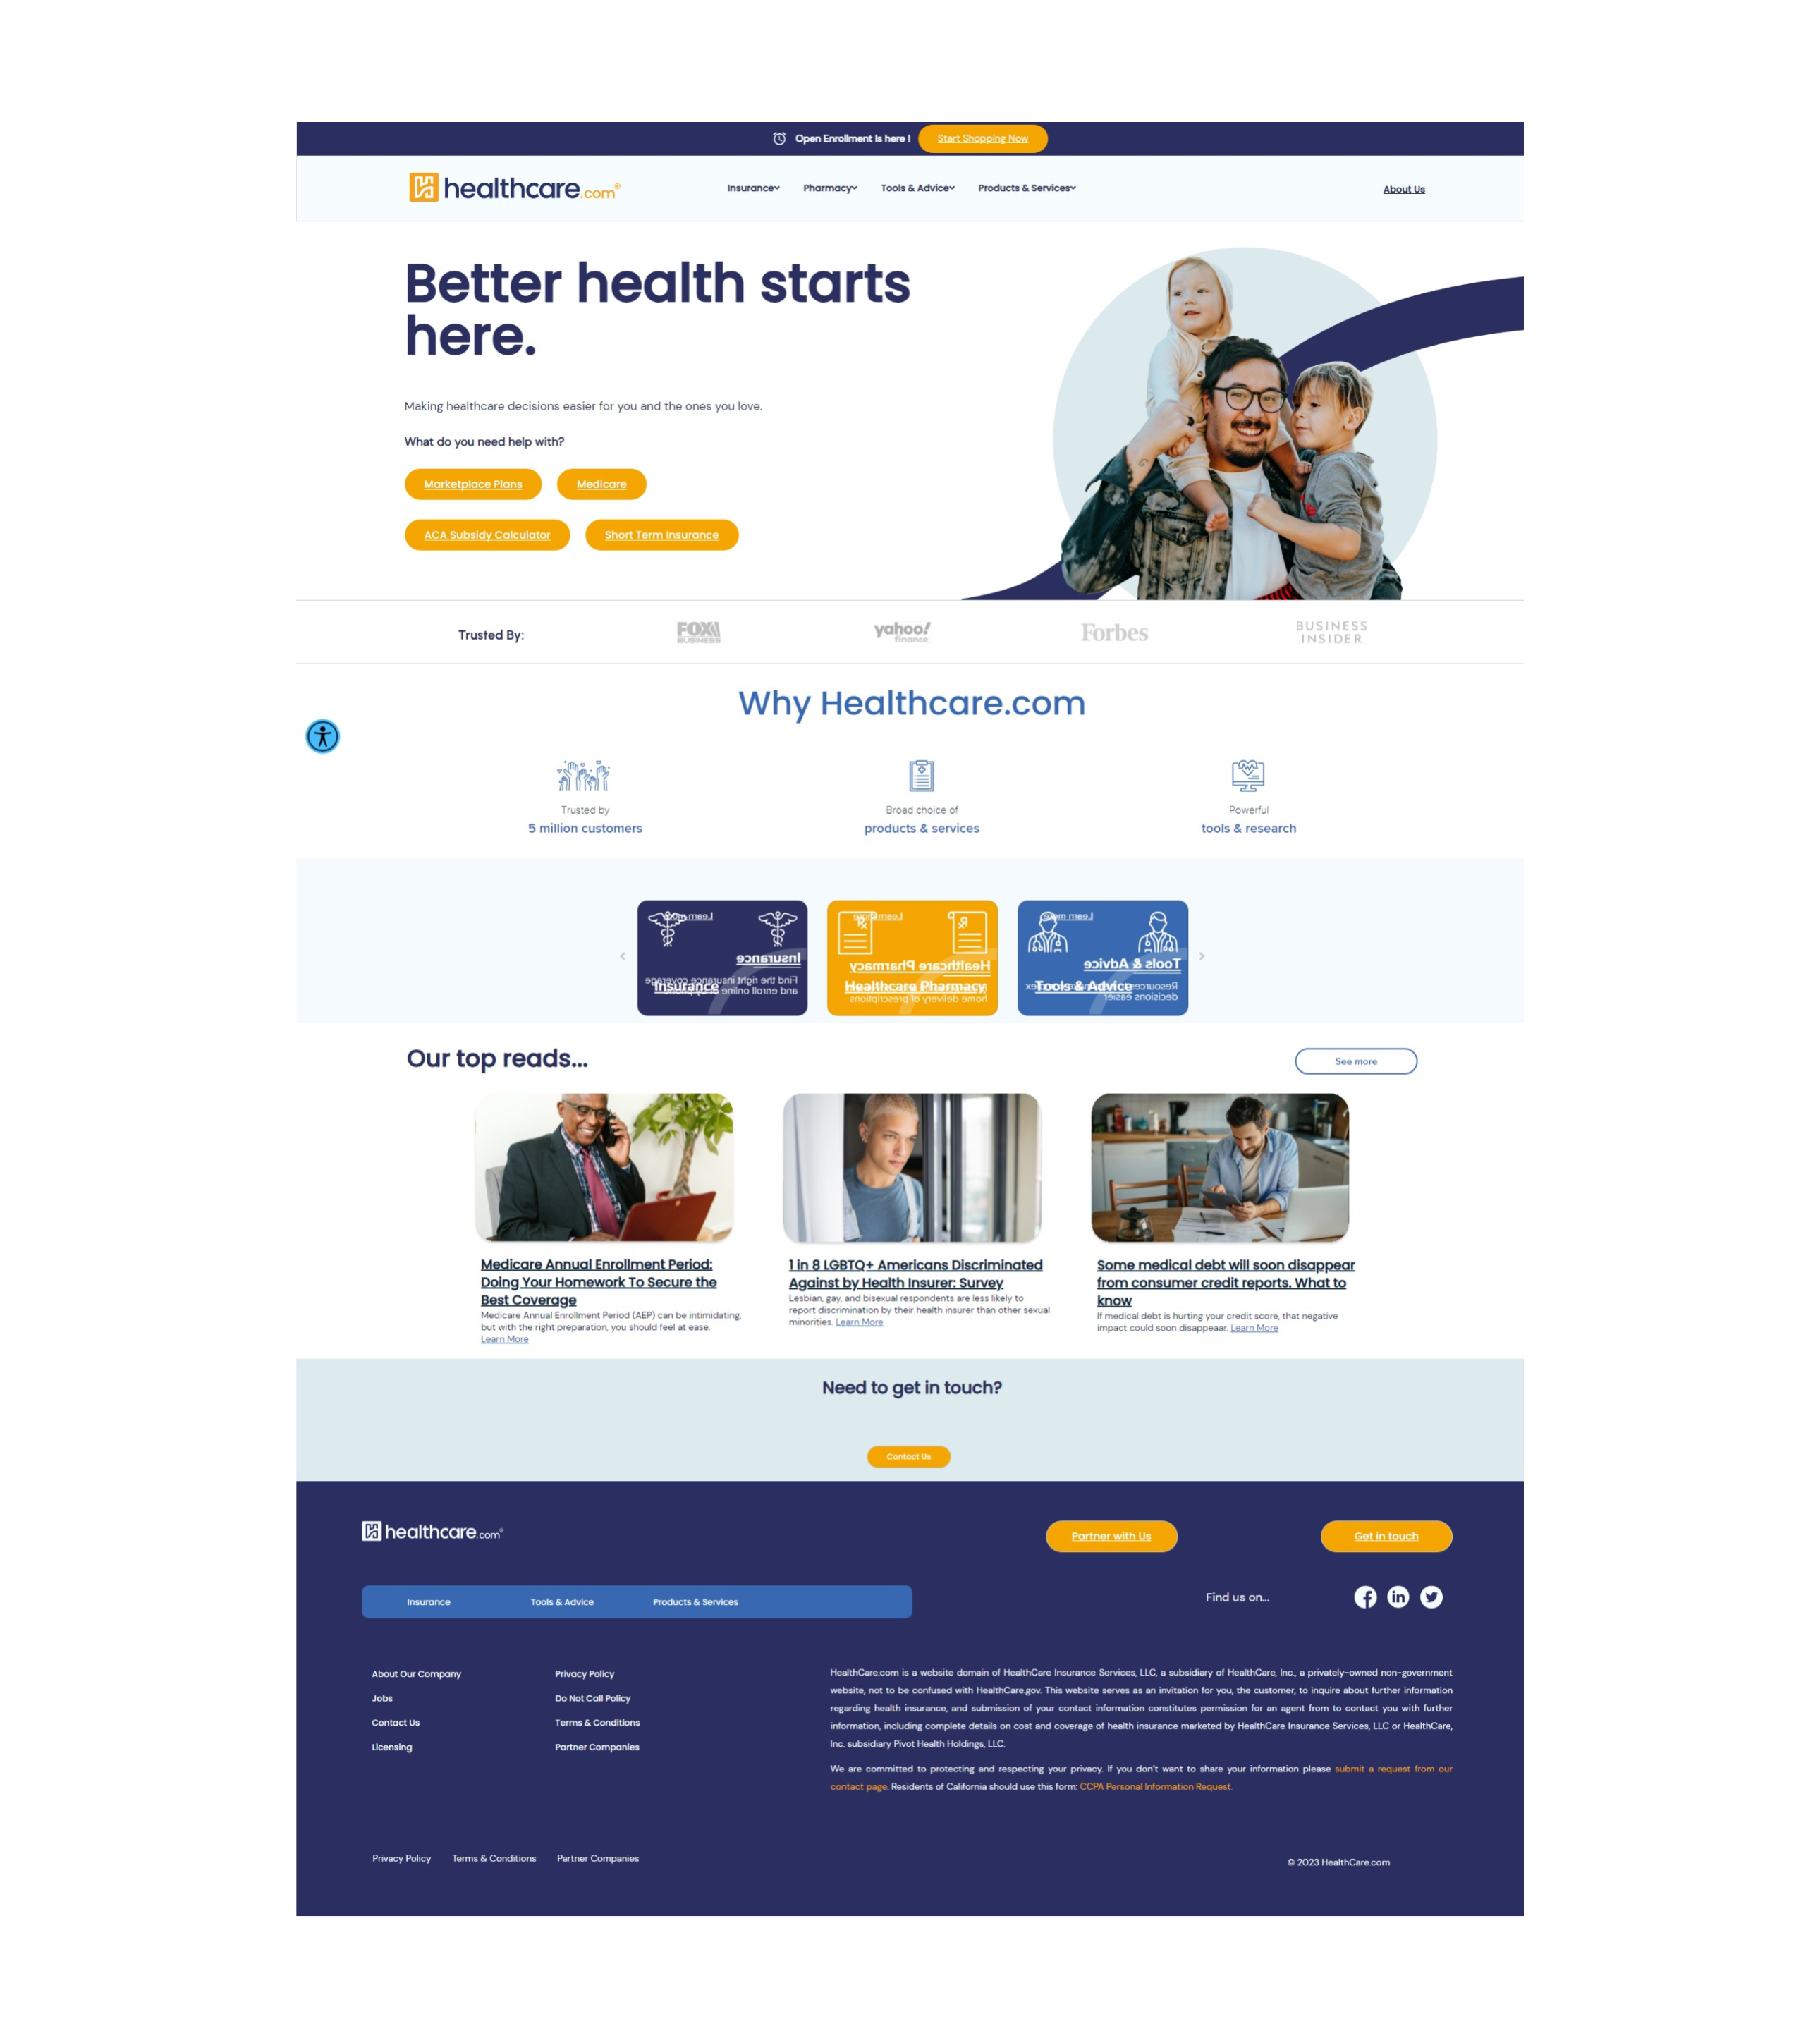 Open Enrollment Is here !
Start Shopping Now
healthcare.com®
Insurance
Pharmacy
Tools & Advice
Products & Services
About Us
Better health starts
here.
Making healthcare decisions easier for you and the ones you love.
What do you need help with?
Marketplace Plans
Medicare
ACA Subsidy Calculator
Short Term Insurance
Trusted By:
FOX
BUSINESS
yahoo!
finance
Forbes
BUSINESS
INSIDER
Why Healthcare.com
Trusted by
5 million customers
Broad choice of
products & services
Powerful
tools & research
Learn more
Insurance
Find the right insurance coverage
and enroll online or by phone
Insurance
Learn more
Rx
Rx
Healthcare Pharmacy
Healthcare Pharmacy
home delivery of prescriptions
Learn more
Tools & Advice
Resources
Tools & Advice
decisions easier
Our top reads...
See more
Medicare Annual Enrollment Period:
Doing Your Homework To Secure the
Best Coverage
Medicare Annual Enrollment Period (AEP) can be intimidating,
but with the right preparation, you should feel at ease.
Learn More
1 in 8 LGBTQ+ Americans Discriminated
Against by Health Insurer: Survey
Lesbian, gay, and bisexual respondents are less likely to
report discrimination by their health insurer than other sexual
minorities. Learn More
Some medical debt will soon disappear
from consumer credit reports. What to
know
If medical debt is hurting your credit score, that negative
impact could soon disappeaar. Learn More
Need to get in touch?
Contact Us
healthcare.com®
Partner with Us
Get in touch
Insurance
Tools & Advice
Products & Services
Find us on...
About Our Company
Jobs
Contact Us
Licensing
Privacy Policy
Do Not Call Policy
Terms & Conditions
Partner Companies
HealthCare.com is a website domain of HealthCare Insurance Services, LLC, a subsidiary of HealthCare, Inc., a privately-owned non-government
website, not to be confused with HealthCare.gov. This website serves as an invitation for you, the customer, to inquire about further information
regarding health insurance, and submission of your contact information constitutes permission for an agent from to contact you with further
information, including complete details on cost and coverage of health insurance marketed by HealthCare Insurance Services, LLC or HealthCare,
Inc. subsidiary Pivot Health Holdings, LLC.
We are committed to protecting and respecting your privacy. If you don't want to share your information please submit a request from our
contact page. Residents of California should use this form: CCPA Personal Information Request.
Privacy Policy
Terms & Conditions
Partner Companies
© 2023 HealthCare.com